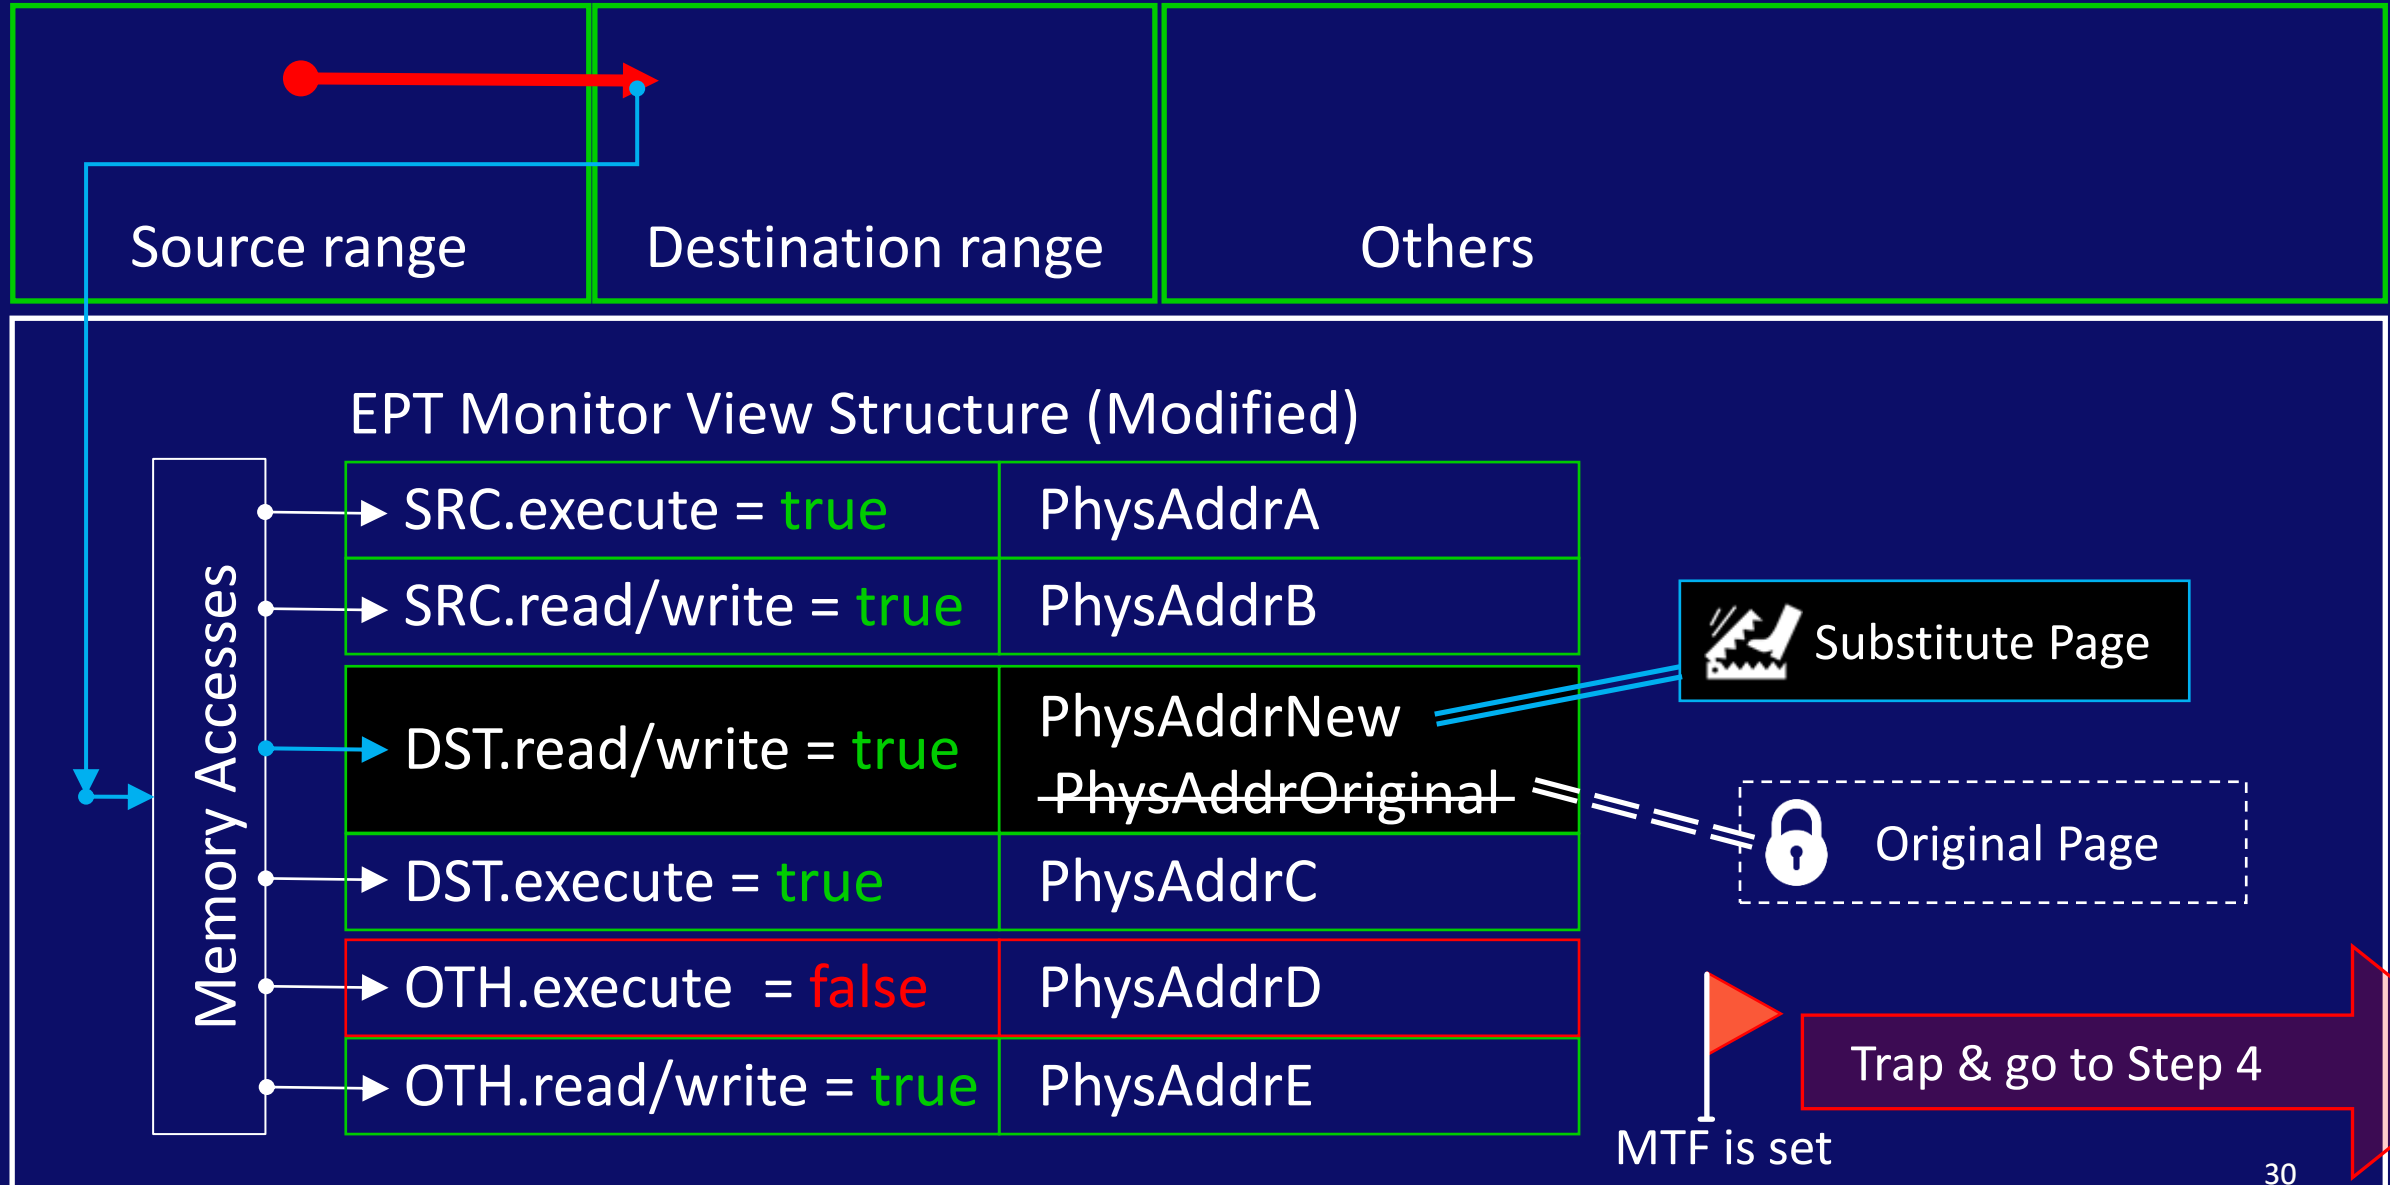 Source range
Destination range
Others
EPT Monitor View Structure (Modified)
Memory Accesses
SRC.execute = true
PhysAddrA
SRC.read/write = true
PhysAddrB
DST.read/write = true
PhysAddrNew
PhysAddrOriginal
Substitute Page
Original Page
DST.execute = true
PhysAddrC
OTH.execute = false
PhysAddrD
OTH.read/write = true
PhysAddrE
MTF is set
Trap & go to Step 4
30